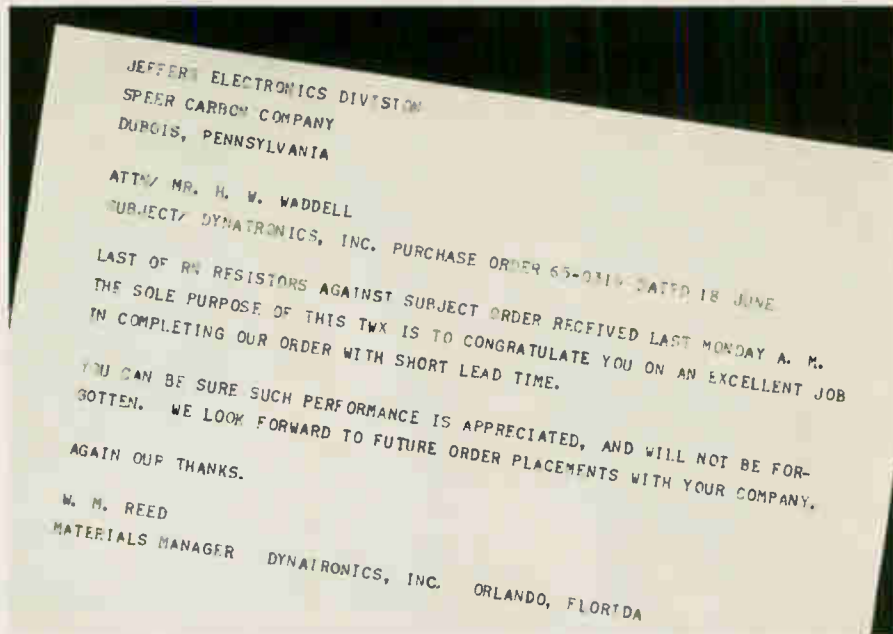 JEFFERS ELECTRONICS DIVISION
SPEER CARBON COMPANY
DUBOIS, PENNSYLVANIA
ATTN/ MR. H. W. WADDELL
SUBJECT/ DYNATRONICS, INC. PURCHASE ORDER DATED 18 JUNE
LAST OF RN RESISTORS AGAINST SUBJECT ORDER RECEIVED LAST MONDAY A. M.
THE SOLE PURPOSE OF THIS TWX IS TO CONGRATULATE YOU ON AN EXCELLENT JOB
IN COMPLETING OUR ORDER WITH SHORT LEAD TIME.
YOU CAN BE SURE SUCH PERFORMANCE IS APPRECIATED, AND WILL NOT BE FOR-
GOTTEN. WE LOOK FORWARD TO FUTURE ORDER PLACEMENTS WITH YOUR COMPANY.
AGAIN OUR THANKS.
W. M. REED
MATERIALS MANAGER DYNATRONICS, INC. ORLANDO, FLORIDA